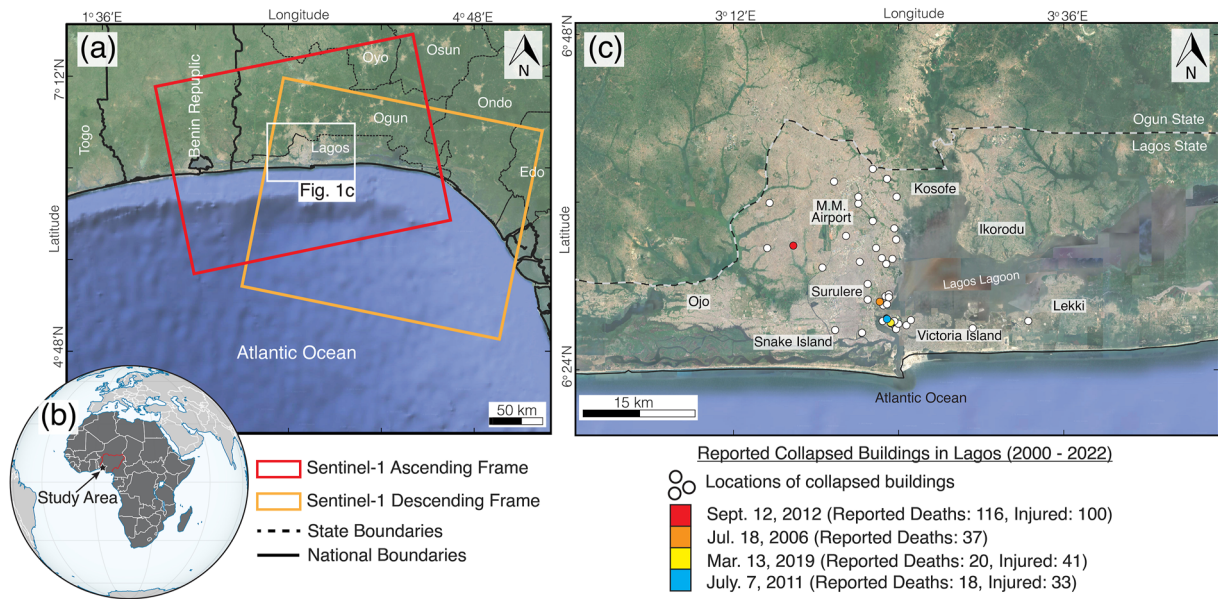 1° 36'E
Longitude
4° 48'E
(a)
N
Oyo
Osun
7° 12'N
Benin Repuplic
Ogun
Ondo
Togo
Lagos
Edo
Fig. 1c
Latitude
4° 48'N
Atlantic Ocean
50 km
(b)
Study Area
Sentinel-1 Ascending Frame
Sentinel-1 Descending Frame
State Boundaries
National Boundaries
3° 12'E
Longitude
3° 36'E
6° 48'N
(c)
N
Ogun State
Lagos State
Kosofe
M.M.
Airport
Ikorodu
Latitude
Lagos Lagoon
Ojo
Surulere
Lekki
Snake Island
Victoria Island
6° 24'N
15 km
Atlantic Ocean
Reported Collapsed Buildings in Lagos (2000 - 2022)
Locations of collapsed buildings
Sept. 12, 2012 (Reported Deaths: 116, Injured: 100)
Jul. 18, 2006 (Reported Deaths: 37)
Mar. 13, 2019 (Reported Deaths: 20, Injured: 41)
July. 7, 2011 (Reported Deaths: 18, Injured: 33)